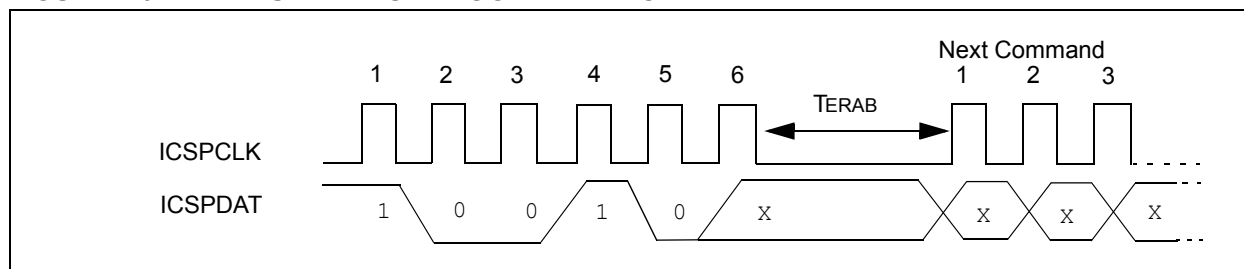 Next Command
1 2 3 4 5 6 1 2 3
TERAB
ICSPCLK
ICSPDAT
1 0 0 1 0 X X X X